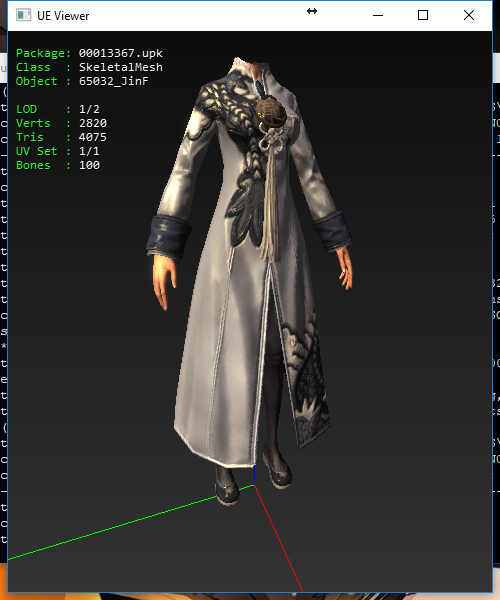 UE Viewer
Package: 00013367.upk
Class : SkeletalMesh
Object : 65032_JinF
LOD : 1/2
Verts : 2820
Tris : 4075
UV Set : 1/1
Bones : 100